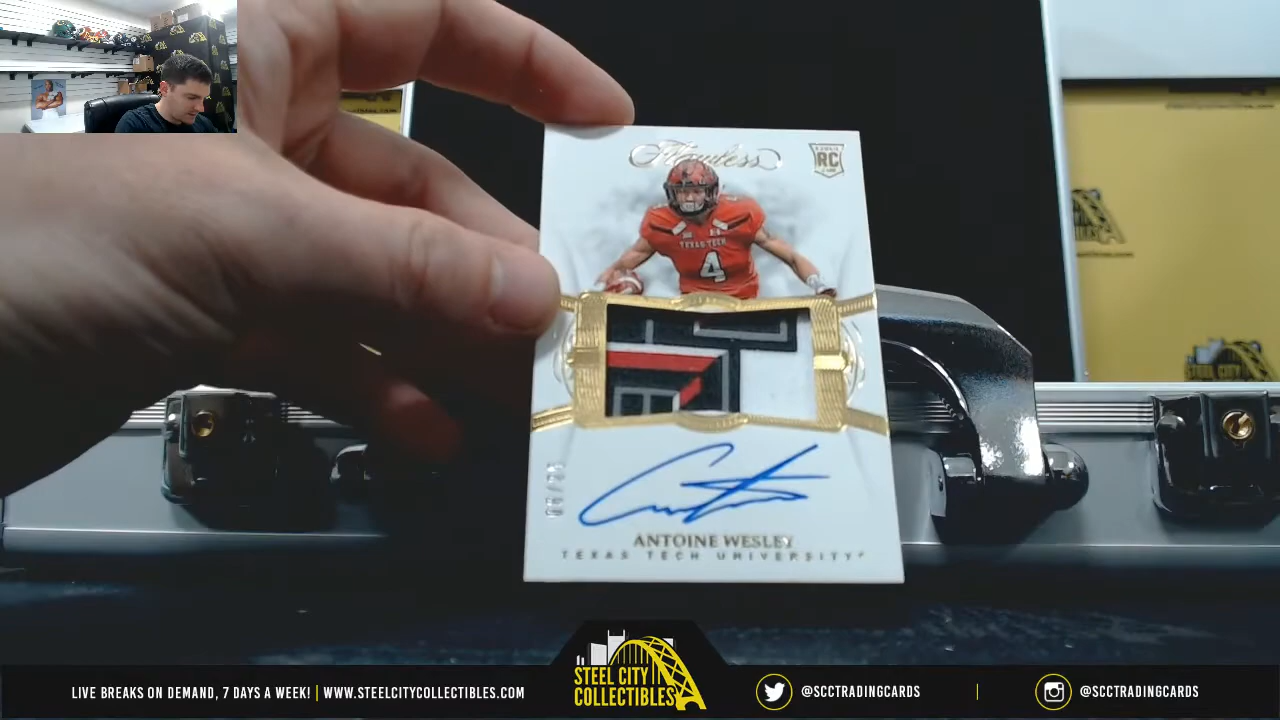 Flawless
RC
TEXAS TECH
4
ANTOINE WESLEY
TEXAS TECH UNIVERSITY
LIVE BREAKS ON DEMAND, 7 DAYS A WEEK! | WWW.STEELCITYCOLLECTIBLES.COM
STEEL CITY
COLLECTIBLES
@SCCTRADINGCARDS
@SCCTRADINGCARDS